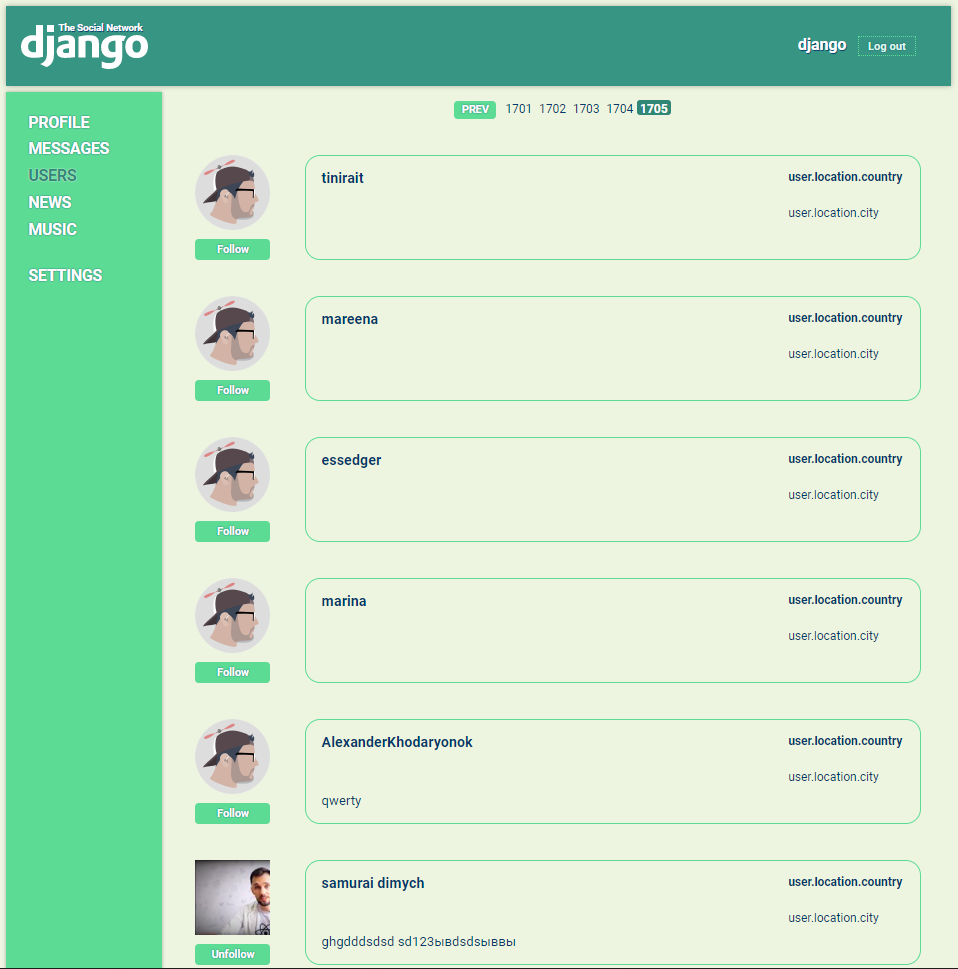 The Social Network
django
django
Log out
PROFILE
MESSAGES
USERS
NEWS
MUSIC
SETTINGS
PREV 1701 1702 1703 1704 1705
tinirait
user.location.country
user.location.city
Follow
mareena
user.location.country
user.location.city
Follow
essedger
user.location.country
user.location.city
Follow
marina
user.location.country
user.location.city
Follow
AlexanderKhodaryonok
user.location.country
user.location.city
qwerty
Follow
samurai dimych
user.location.country
user.location.city
ghgdddsdsd sd123ывdsdsыввы
Unfollow